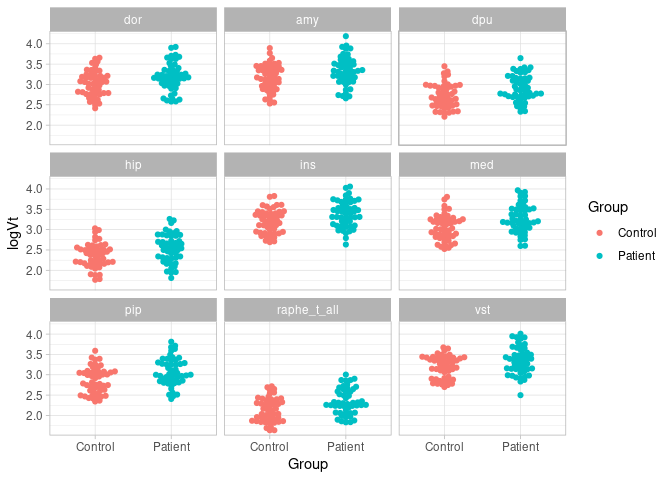 dor amy dpu
4.0
3.5
3.0
2.5
2.0
hip ins med
4.0
3.5
3.0
2.5
2.0
logVt
pip raphe_t_all vst
4.0
3.5
3.0
2.5
2.0
Control Patient Control Patient Control Patient
Group
Group
Control
Patient